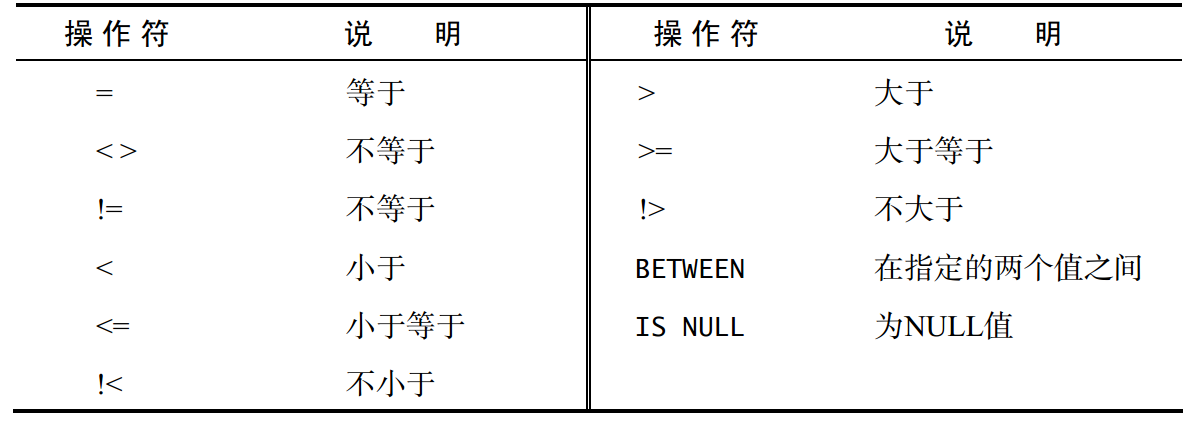 操作符 说 明 操作符 说 明
= 等于 > 大于
< > 不等于 >= 大于等于
!= 不等于 !> 不大于
< 小于 BETWEEN 在指定的两个值之间
<= 小于等于 IS NULL 为NULL值
!< 不小于